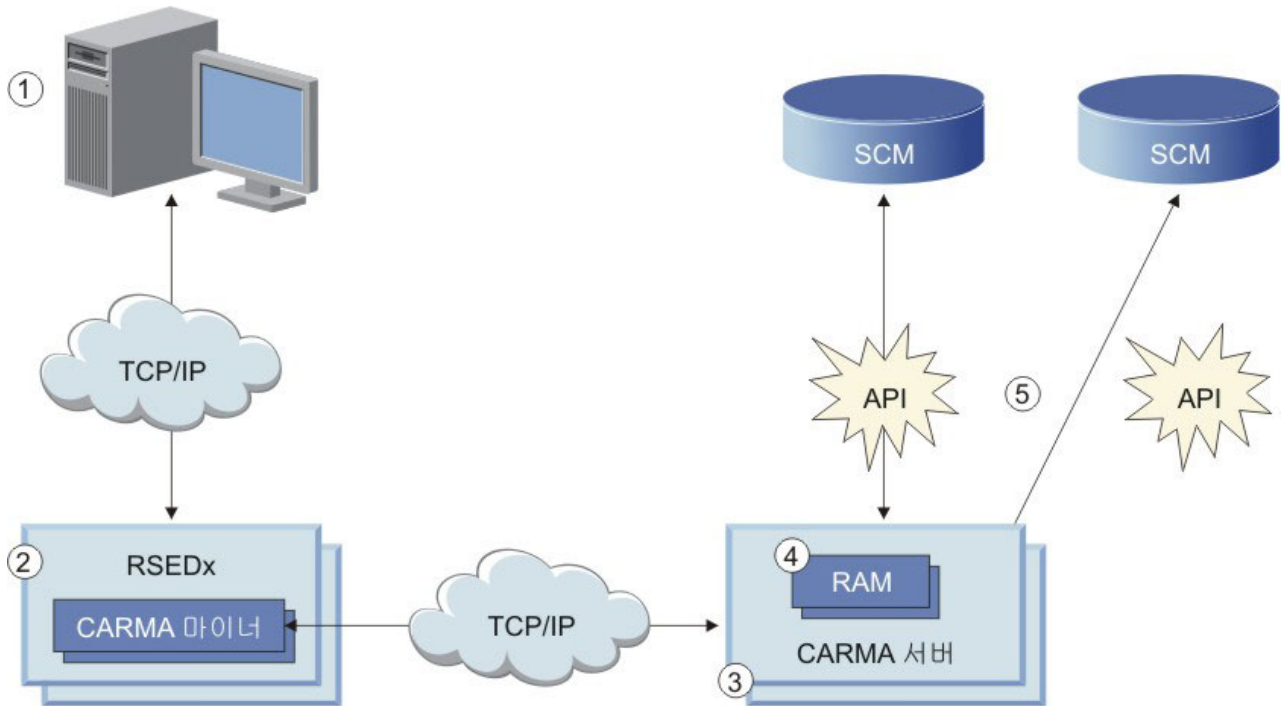 ①
SCM
SCM
TCP/IP
API
⑤
API
②
RSEDx
CARMA 마이너
TCP/IP
④
RAM
CARMA 서버
③